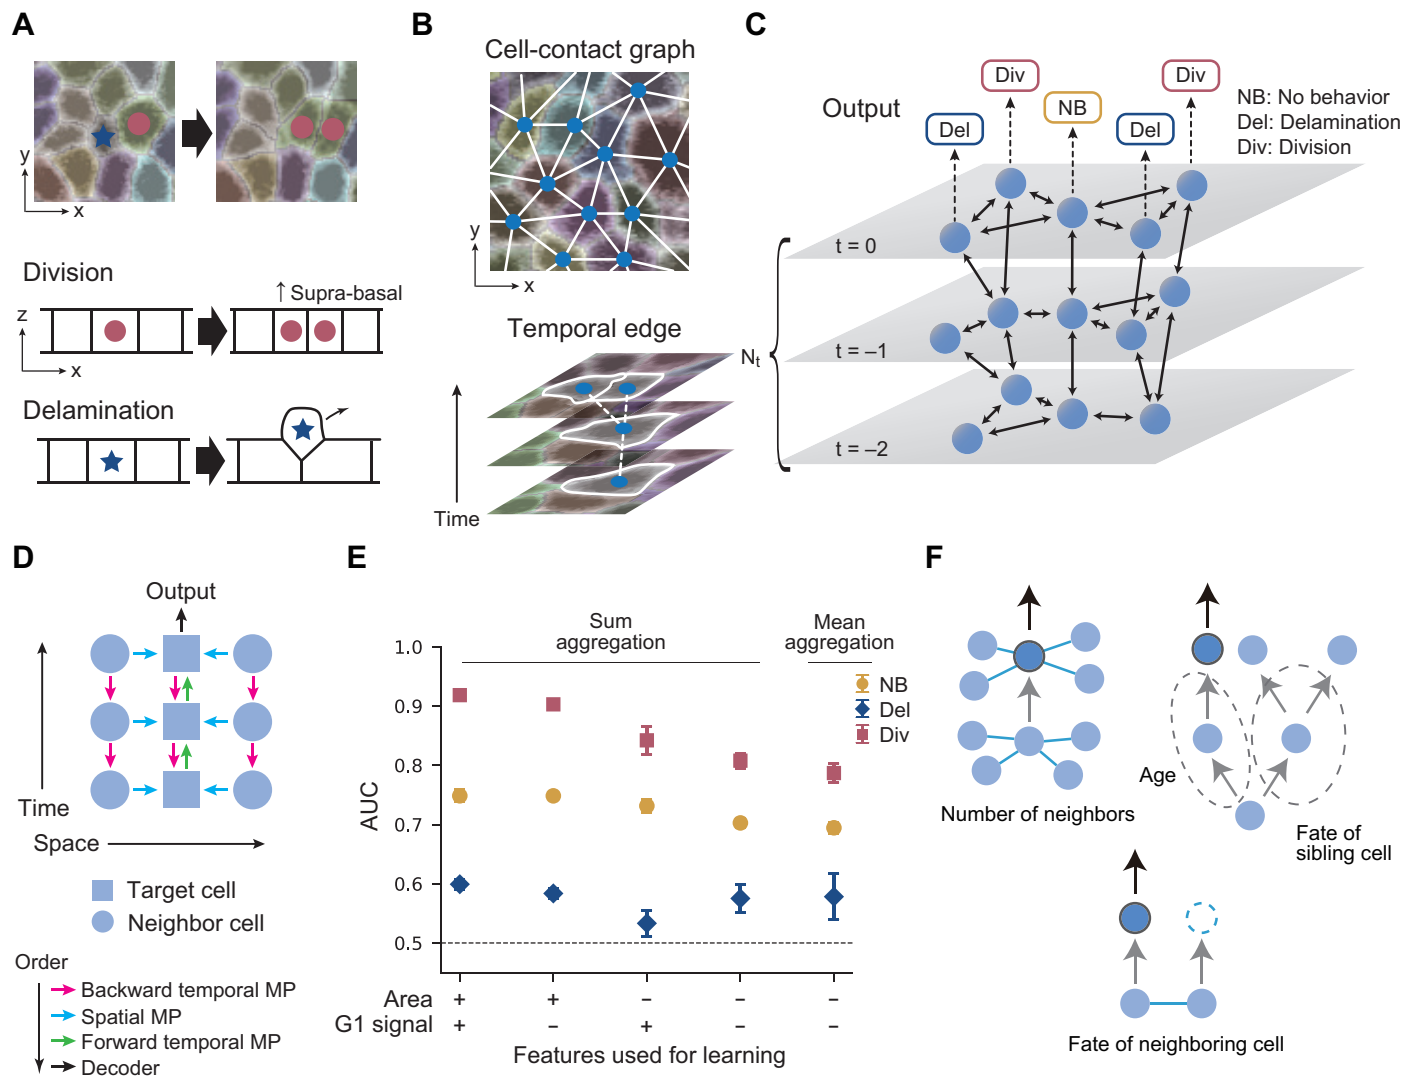 A
y
x
Division
↑ Supra-basal
z
x
Delamination
B
Cell-contact graph
y
x
Temporal edge
Time
C
Output
Div
Div
NB
Del
Del
NB: No behavior
Del: Delamination
Div: Division
t = 0
t = –1
t = –2
Nt
D
Output
Time
Space
Target cell
Neighbor cell
Order
Backward temporal MP
Spatial MP
Forward temporal MP
Decoder
E
Sum
aggregation
Mean
aggregation
NB
Del
Div
AUC
1.0
0.9
0.8
0.7
0.6
0.5
Area + + – – –
G1 signal + – + – –
Features used for learning
F
Number of neighbors
Age
Fate of
sibling cell
Fate of neighboring cell